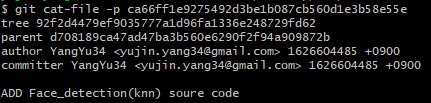 $ git cat-file -p ca66ff1e9275492d3be1b087cb560d1e3b58e55e
tree 92f2d4479ef9035777a1d96fa1336e248729fd62
parent d708189ca47ad47ba3b560e6290f2f94a909872b
author YangYu34 <yujin.yang34@gmail.com> 1626604485 +0900
committer YangYu34 <yujin.yang34@gmail.com> 1626604485 +0900

ADD Face_detection(knn) soure code